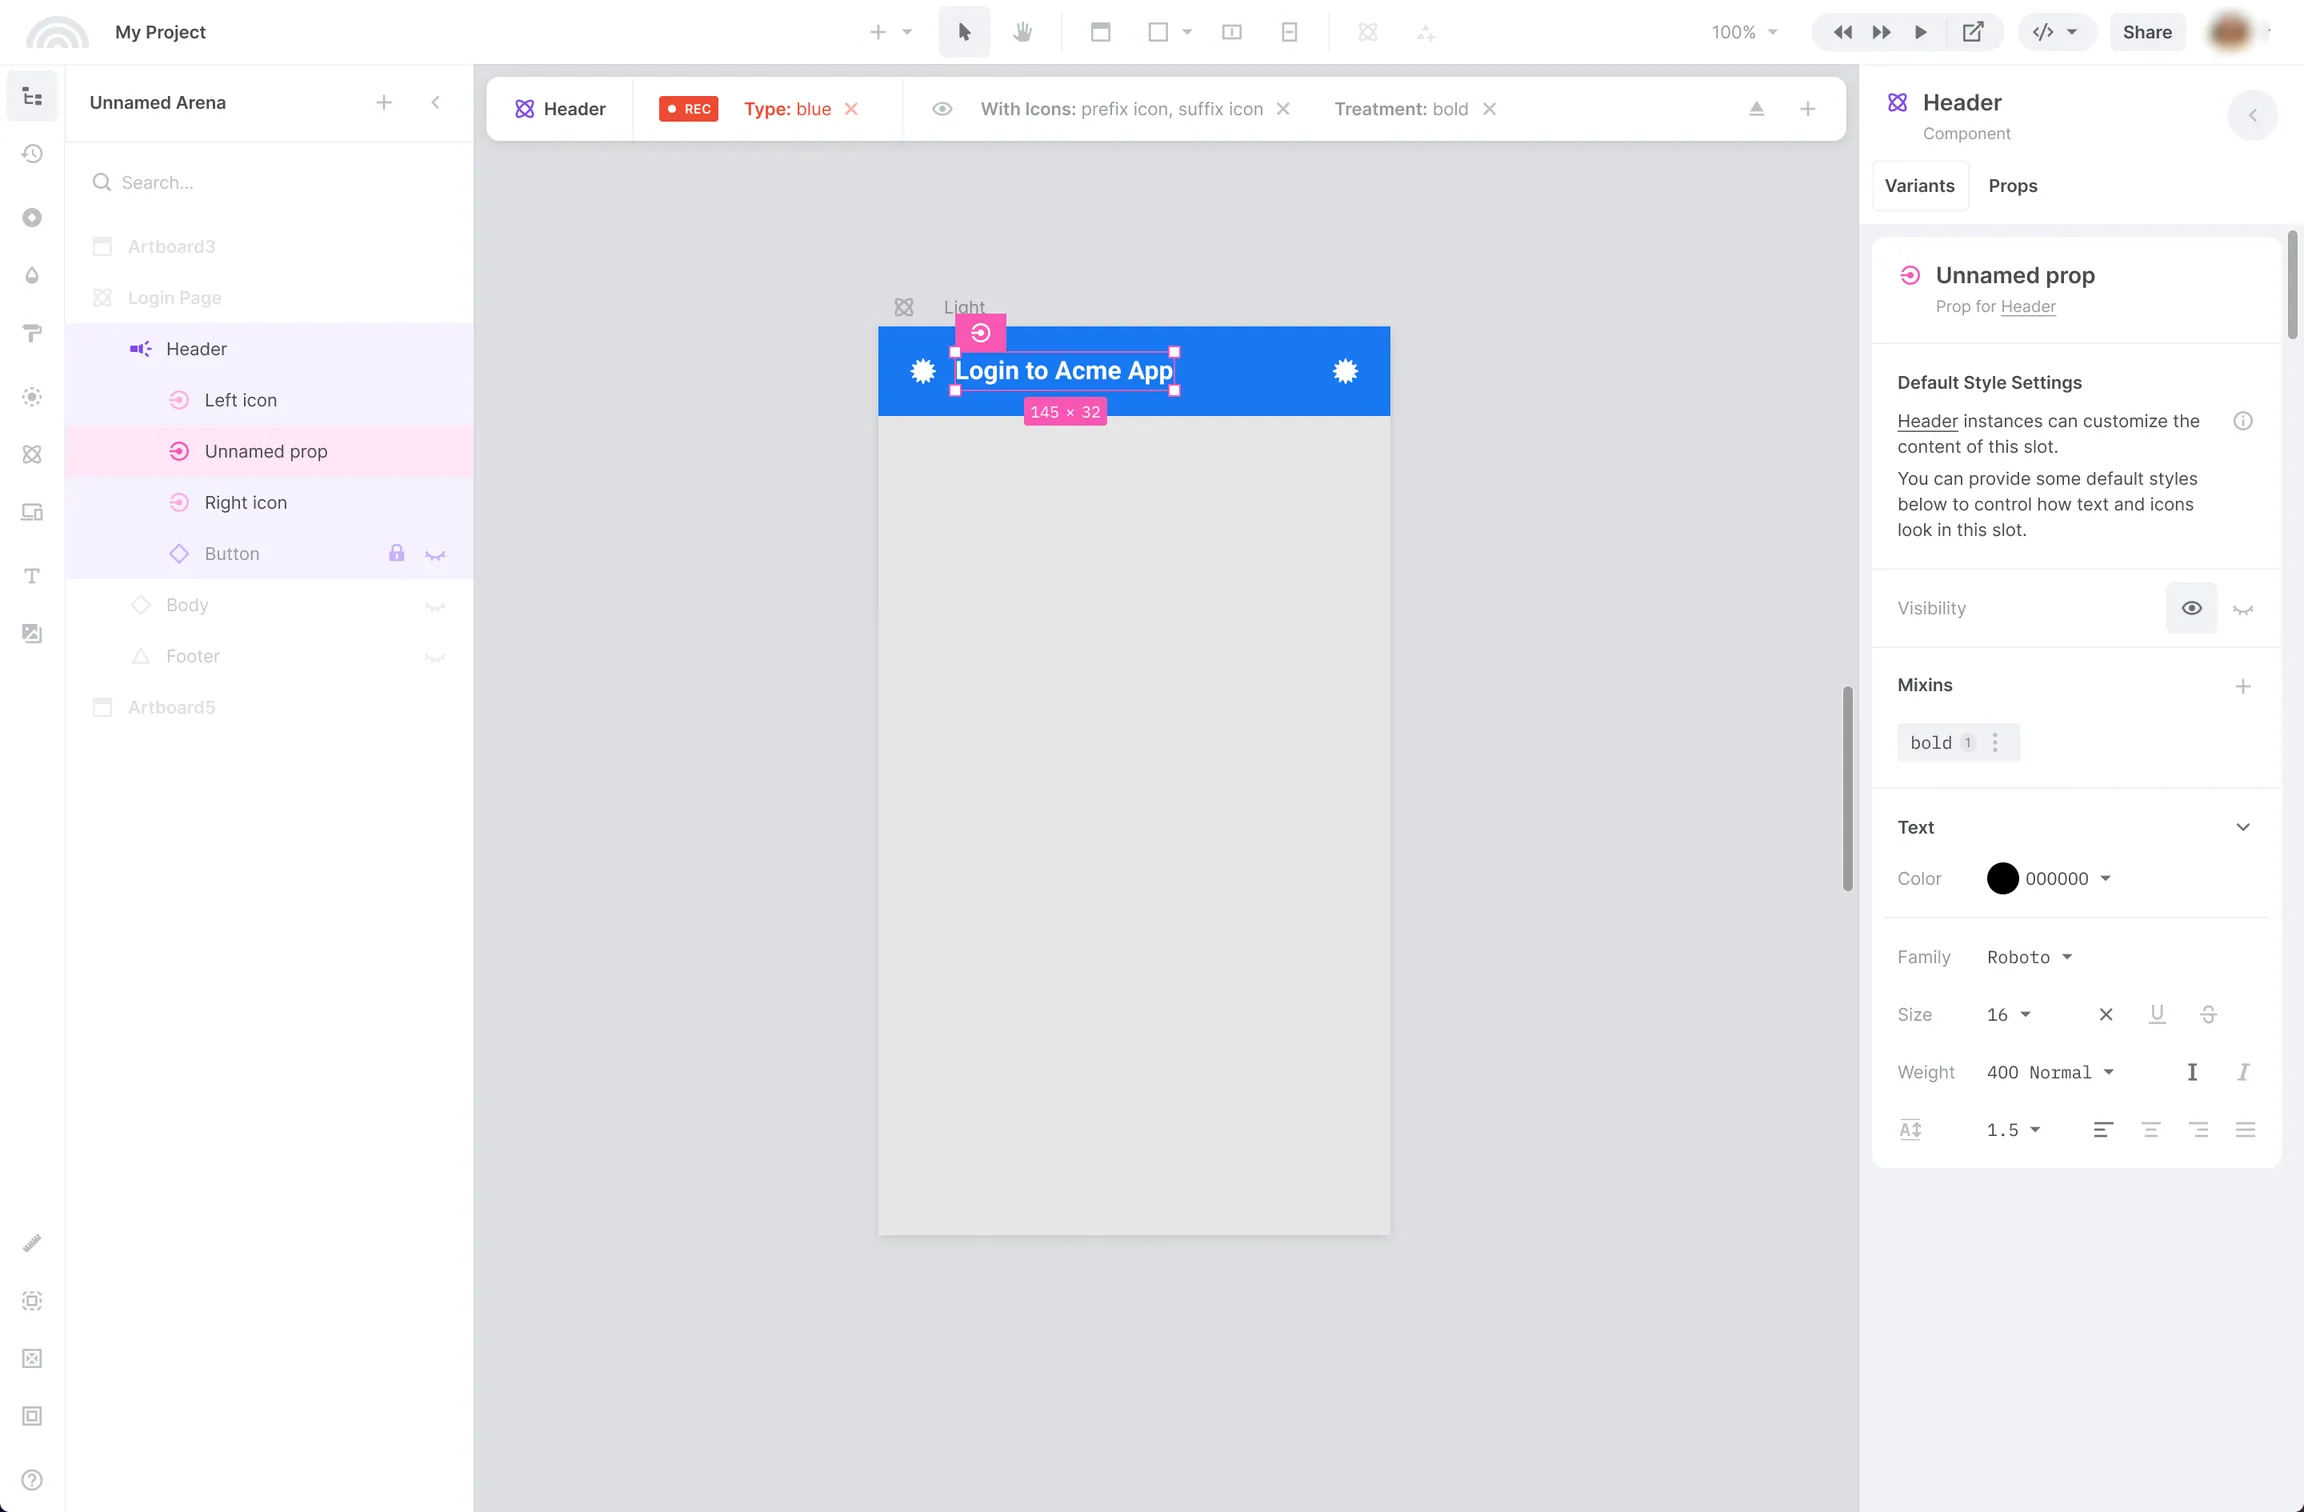 My Project
100%
Share
Unnamed Arena
Header
REC
Type: blue
With Icons: prefix icon, suffix icon
Treatment: bold
Header
Component
Search...
Variants
Props
Artboard3
Login Page
Header
Left icon
Unnamed prop
Right icon
Button
Body
Footer
Artboard5
Light
Login to Acme App
145 × 32
Unnamed prop
Prop for Header
Default Style Settings
Header instances can customize the
content of this slot.
You can provide some default styles
below to control how text and icons
look in this slot.
Visibility
Mixins
bold 1
Text
Color 000000
Family Roboto
Size 16
Weight 400 Normal
1.5